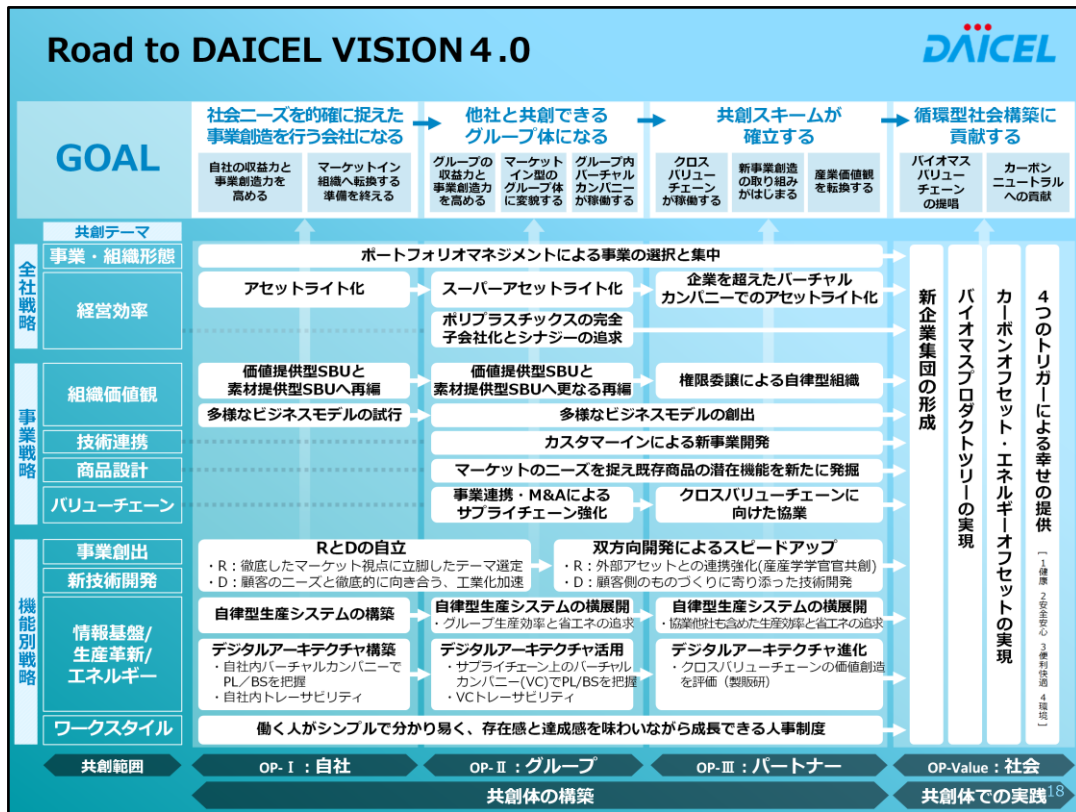 Road to DAICEL VISION 4.0
DAICEL
GOAL
社会ニーズを的確に捉えた
事業創造を行う会社になる
自社の収益力と
事業創造力を
高める
マーケットイン
組織へ転換する
準備を終える
他社と共創できる
グループ体になる
グループの
収益力と
事業創造力
を高める
マーケット
イン型の
グループ体
に変貌する
グループ内
バーチャル
カンパニー
が稼働する
共創スキームが
確立する
クロス
バリュー
チェーン
が稼働する
新事業創造
の取り組み
がはじまる
産業価値観
を転換する
循環型社会構築に
貢献する
バイオマス
バリュー
チェーン
の提唱
カーボン
ニュートラル
への貢献
共創テーマ
全社戦略
事業・組織形態
ポートフォリオマネジメントによる事業の選択と集中
経営効率
アセットライト化
スーパーアセットライト化
企業を超えたバーチャル
カンパニーでのアセットライト化
ポリプラスチックスの完全
子会社化とシナジーの追求
事業戦略
組織価値観
価値提供型SBUと
素材提供型SBUへ再編
価値提供型SBUと
素材提供型SBUへ更なる再編
権限委譲による自律型組織
多様なビジネスモデルの試行
多様なビジネスモデルの創出
技術連携
カスタマーインによる新事業開発
商品設計
マーケットのニーズを捉え既存商品の潜在機能を新たに発掘
バリューチェーン
事業連携・M&Aによる
サプライチェーン強化
クロスバリューチェーンに
向けた協業
機能別戦略
事業創出
新技術開発
RとDの自立
・R：徹底したマーケット視点に立脚したテーマ選定
・D：顧客のニーズと徹底的に向き合う、工業化加速
双方向開発によるスピードアップ
・R：外部アセットとの連携強化(産産学学官官共創)
・D：顧客側のものづくりに寄り添った技術開発
情報基盤/
生産革新/
エネルギー
自律型生産システムの構築
自律型生産システムの横展開
・グループ生産効率と省エネの追求
自律型生産システムの横展開
・協業他社も含めた生産効率と省エネの追求
デジタルアーキテクチャ構築
・自社内バーチャルカンパニーで
PL／BSを把握
・自社内トレーサビリティ
デジタルアーキテクチャ活用
・サプライチェーン上のバーチャル
カンパニー(VC)でPL/BSを把握
・VCトレーサビリティ
デジタルアーキテクチャ進化
・クロスバリューチェーンの価値創造
を評価（製販研）
ワークスタイル
働く人がシンプルで分かり易く、存在感と達成感を味わいながら成長できる人事制度
新企業集団の形成
バイオマスプロダクトツリーの実現
カーボンオフセット・エネルギーオフセットの実現
4つのトリガーによる幸せの提供
[1健康 2安全安心 3便利快適 4環境]
共創範囲
OP-Ⅰ：自社
OP-Ⅱ：グループ
OP-Ⅲ：パートナー
OP-Value：社会
共創体の構築
共創体での実践
18